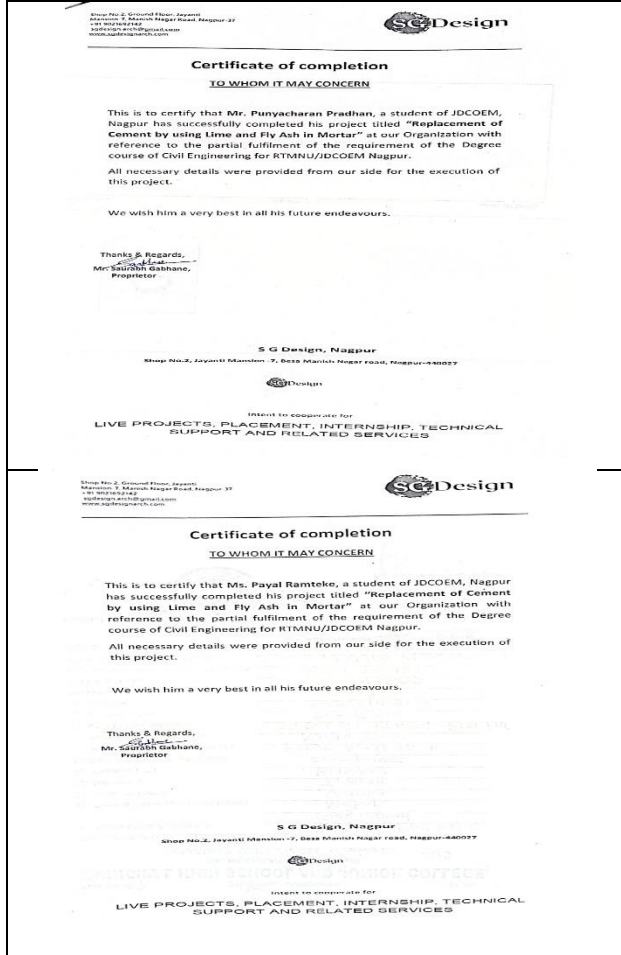 Shop No.2, Ground Floor, Jayanti
Mansion 7, Manish Nagar Road, Nagpur-37
+91 9021692142
sgdesign.arch@gmail.com
www.sgdesignarch.com
SG Design
Certificate of completion
TO WHOM IT MAY CONCERN
This is to certify that Mr. Punyacharan Pradhan, a student of JDCOEM,
Nagpur has successfully completed his project titled "Replacement of
Cement by using Lime and Fly Ash in Mortar" at our Organization with
reference to the partial fulfilment of the requirement of the Degree
course of Civil Engineering for RTMNU/JDCOEM Nagpur.
All necessary details were provided from our side for the execution of
this project.
We wish him a very best in all his future endeavours.
Thanks & Regards,
Mr. Saurabh Gabhane,
Proprietor
S G Design, Nagpur
Shop No.2, Jayanti Mansion -7, Besa Manish Nagar road, Nagpur-440027
SG Design
Intent to cooperate for
LIVE PROJECTS, PLACEMENT, INTERNSHIP, TECHNICAL
SUPPORT AND RELATED SERVICES
Shop No.2, Ground Floor, Jayanti
Mansion 7, Manish Nagar Road, Nagpur 37
+91 9021692142
sgdesign.arch@gmail.com
www.sgdesignarch.com
SG Design
Certificate of completion
TO WHOM IT MAY CONCERN
This is to certify that Ms. Payal Ramteke, a student of JDCOEM, Nagpur
has successfully completed his project titled "Replacement of Cement
by using Lime and Fly Ash in Mortar" at our Organization with
reference to the partial fulfilment of the requirement of the Degree
course of Civil Engineering for RTMNU/JDCOEM Nagpur.
All necessary details were provided from our side for the execution of
this project.
We wish him a very best in all his future endeavours.
Thanks & Regards,
Mr. Saurabh Gabhane,
Proprietor
S G Design, Nagpur
Shop No.2, Jayanti Mansion -7, Besa Manish Nagar road, Nagpur-440027
SG Design
Intent to cooperate for
LIVE PROJECTS, PLACEMENT, INTERNSHIP, TECHNICAL
SUPPORT AND RELATED SERVICES